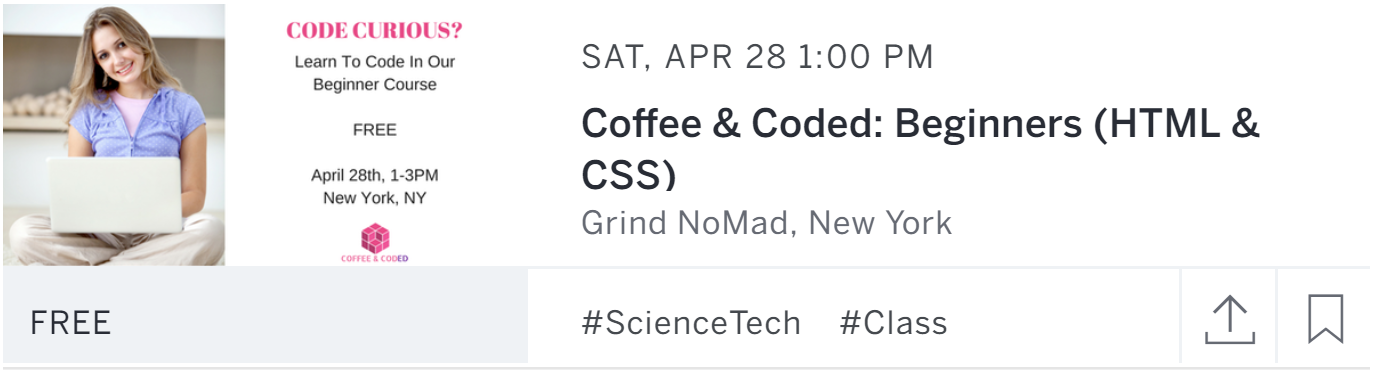 CODE CURIOUS?
Learn To Code In Our
Beginner Course
FREE
April 28th, 1-3PM
New York, NY
COFFEE & CODED
SAT, APR 28 1:00 PM
Coffee & Coded: Beginners (HTML &
CSS)
Grind NoMad, New York
FREE
#ScienceTech #Class